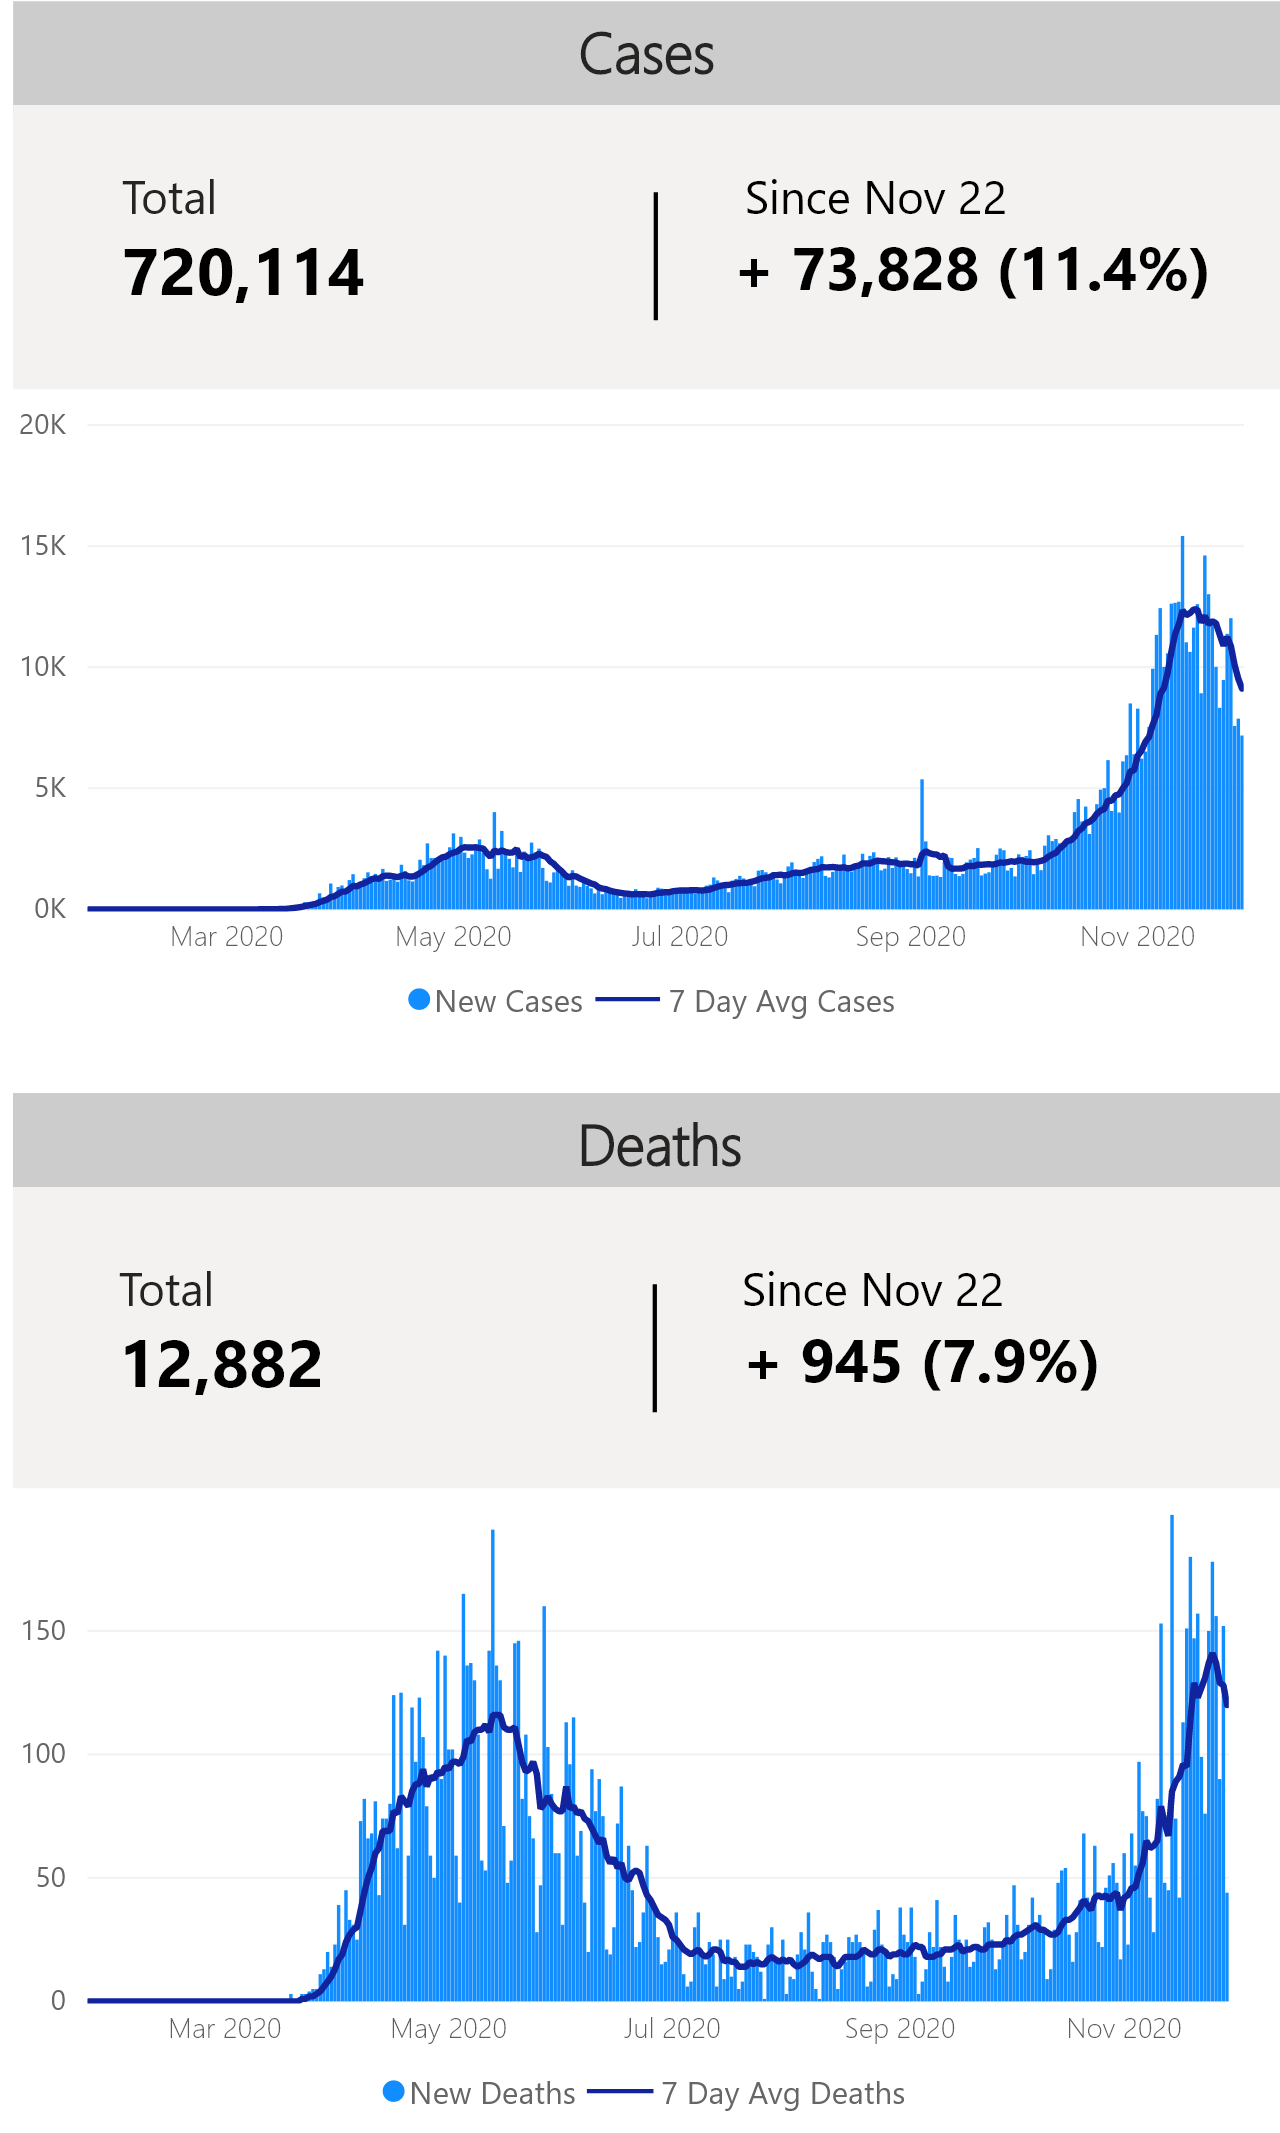 Cases
Total
Since Nov 22
720,114
+ 73,828 (11.4%)
20K
15K
10K
5K
0K
Mar 2020
May 2020
Jul 2020
Sep 2020
Nov 2020
New Cases
7 Day Avg Cases
Deaths
Total
Since Nov 22
12,882
+ 945 (7.9%)
150
100
50
0
Mar 2020
May 2020
Jul 2020
Sep 2020
Nov 2020
New Deaths
7 Day Avg Deaths